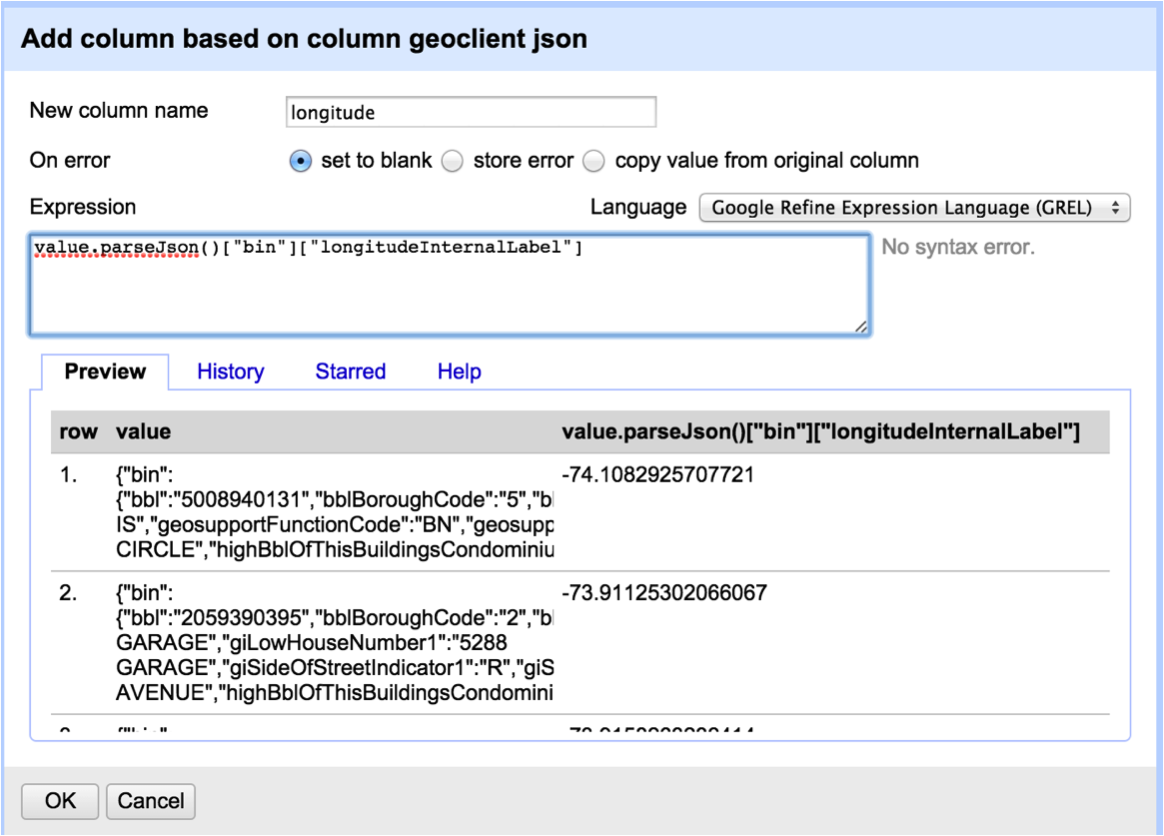 Add column based on column geoclient json
New column name longitude
On error set to blank store error copy value from original column
Expression Language Google Refine Expression Language (GREL)
value.parseJson()["bin"]["longitudeInternalLabel"] No syntax error.
Preview History Starred Help
row value value.parseJson()["bin"]["longitudeInternalLabel"]
1. {"bin": -74.1082925707721
{"bbl":"5008940131","bblBoroughCode":"5","bl
IS","geosupportFunctionCode":"BN","geosupp
CIRCLE","highBblOfThisBuildingsCondominiu
2. {"bin": -73.91125302066067
{"bbl":"2059390395","bblBoroughCode":"2","bl
GARAGE","giLowHouseNumber1":"5288
GARAGE","giSideOfStreetIndicator1":"R","giS
AVENUE","highBblOfThisBuildingsCondomini
OK Cancel